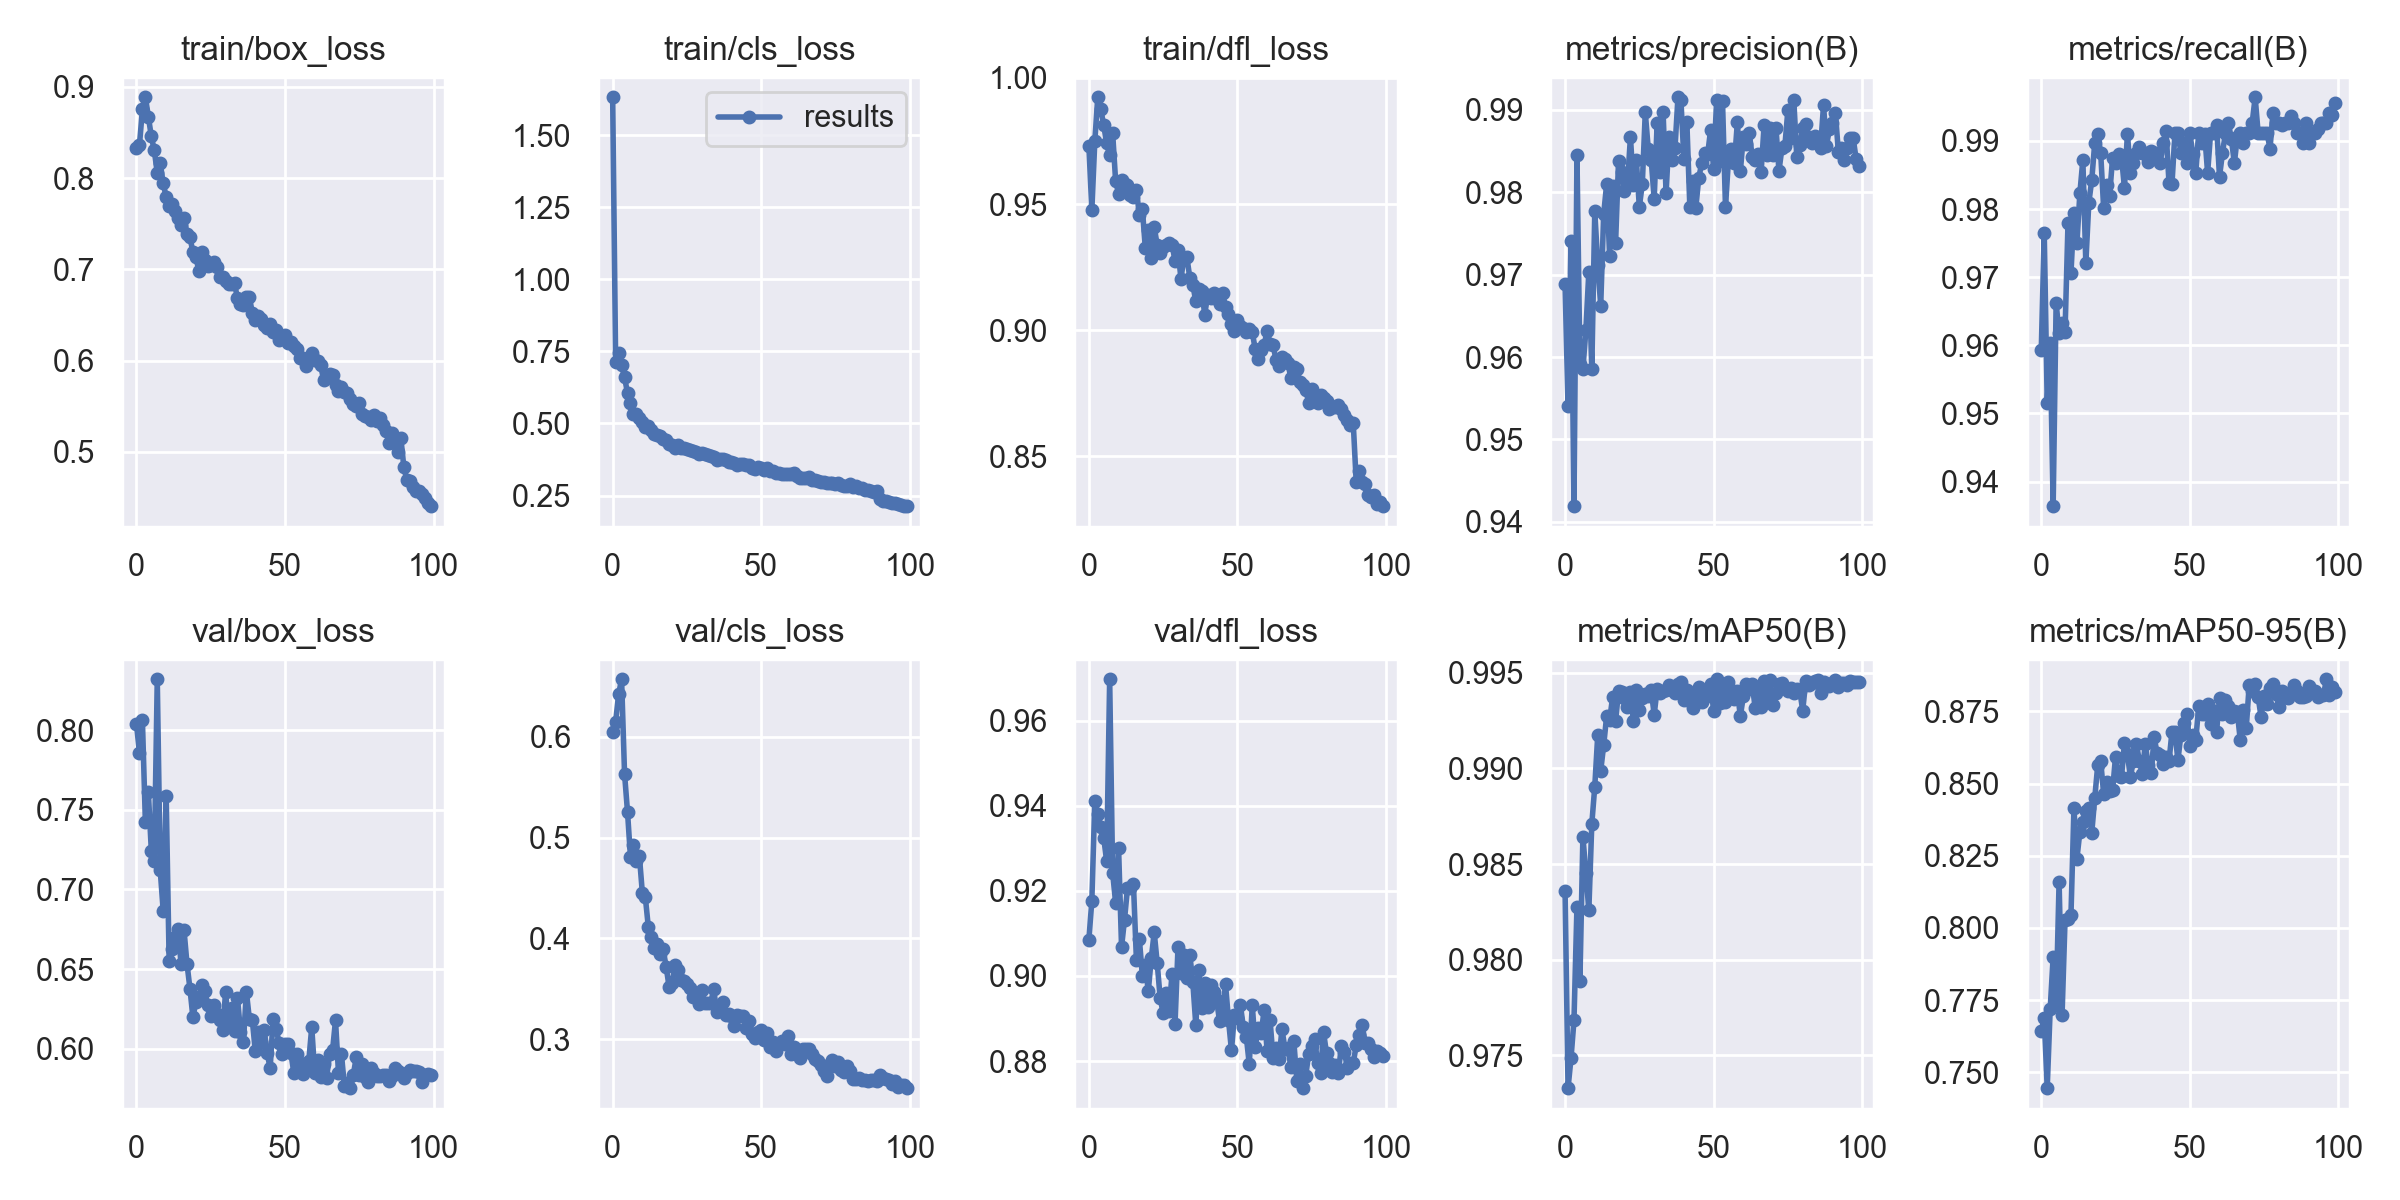 train/box_loss
0.9
0.8
0.7
0.6
0.5
0 50 100
train/cls_loss
results
1.50
1.25
1.00
0.75
0.50
0.25
0 50 100
train/dfl_loss
1.00
0.95
0.90
0.85
0 50 100
metrics/precision(B)
0.99
0.98
0.97
0.96
0.95
0.94
0 50 100
metrics/recall(B)
0.99
0.98
0.97
0.96
0.95
0.94
0 50 100
val/box_loss
0.80
0.75
0.70
0.65
0.60
0 50 100
val/cls_loss
0.6
0.5
0.4
0.3
0 50 100
val/dfl_loss
0.96
0.94
0.92
0.90
0.88
0 50 100
metrics/mAP50(B)
0.995
0.990
0.985
0.980
0.975
0 50 100
metrics/mAP50-95(B)
0.875
0.850
0.825
0.800
0.775
0.750
0 50 100